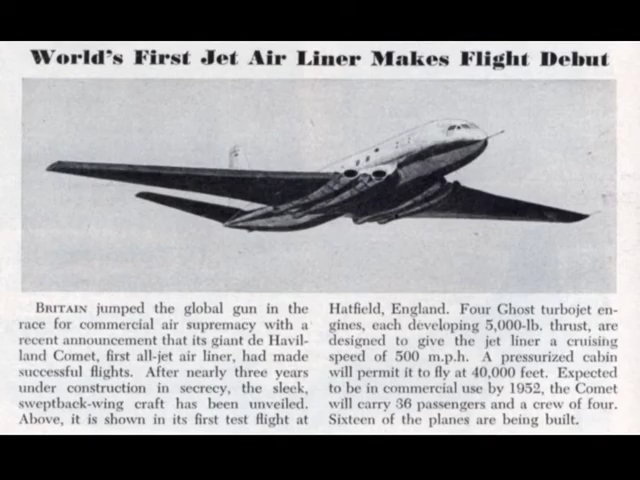 World's First Jet Air Liner Makes Flight Debut
BRITAIN jumped the global gun in the
race for commercial air supremacy with a
recent announcement that its giant de Havil-
land Comet, first all-jet air liner, had made
successful flights. After nearly three years
under construction in secrecy, the sleek,
sweptback-wing craft has been unveiled.
Above, it is shown in its first test flight at
Hatfield, England. Four Ghost turbojet en-
gines, each developing 5,000-lb. thrust, are
designed to give the jet liner a cruising
speed of 500 m.p.h. A pressurized cabin
will permit it to fly at 40,000 feet. Expected
to be in commercial use by 1952, the Comet
will carry 36 passengers and a crew of four.
Sixteen of the planes are being built.